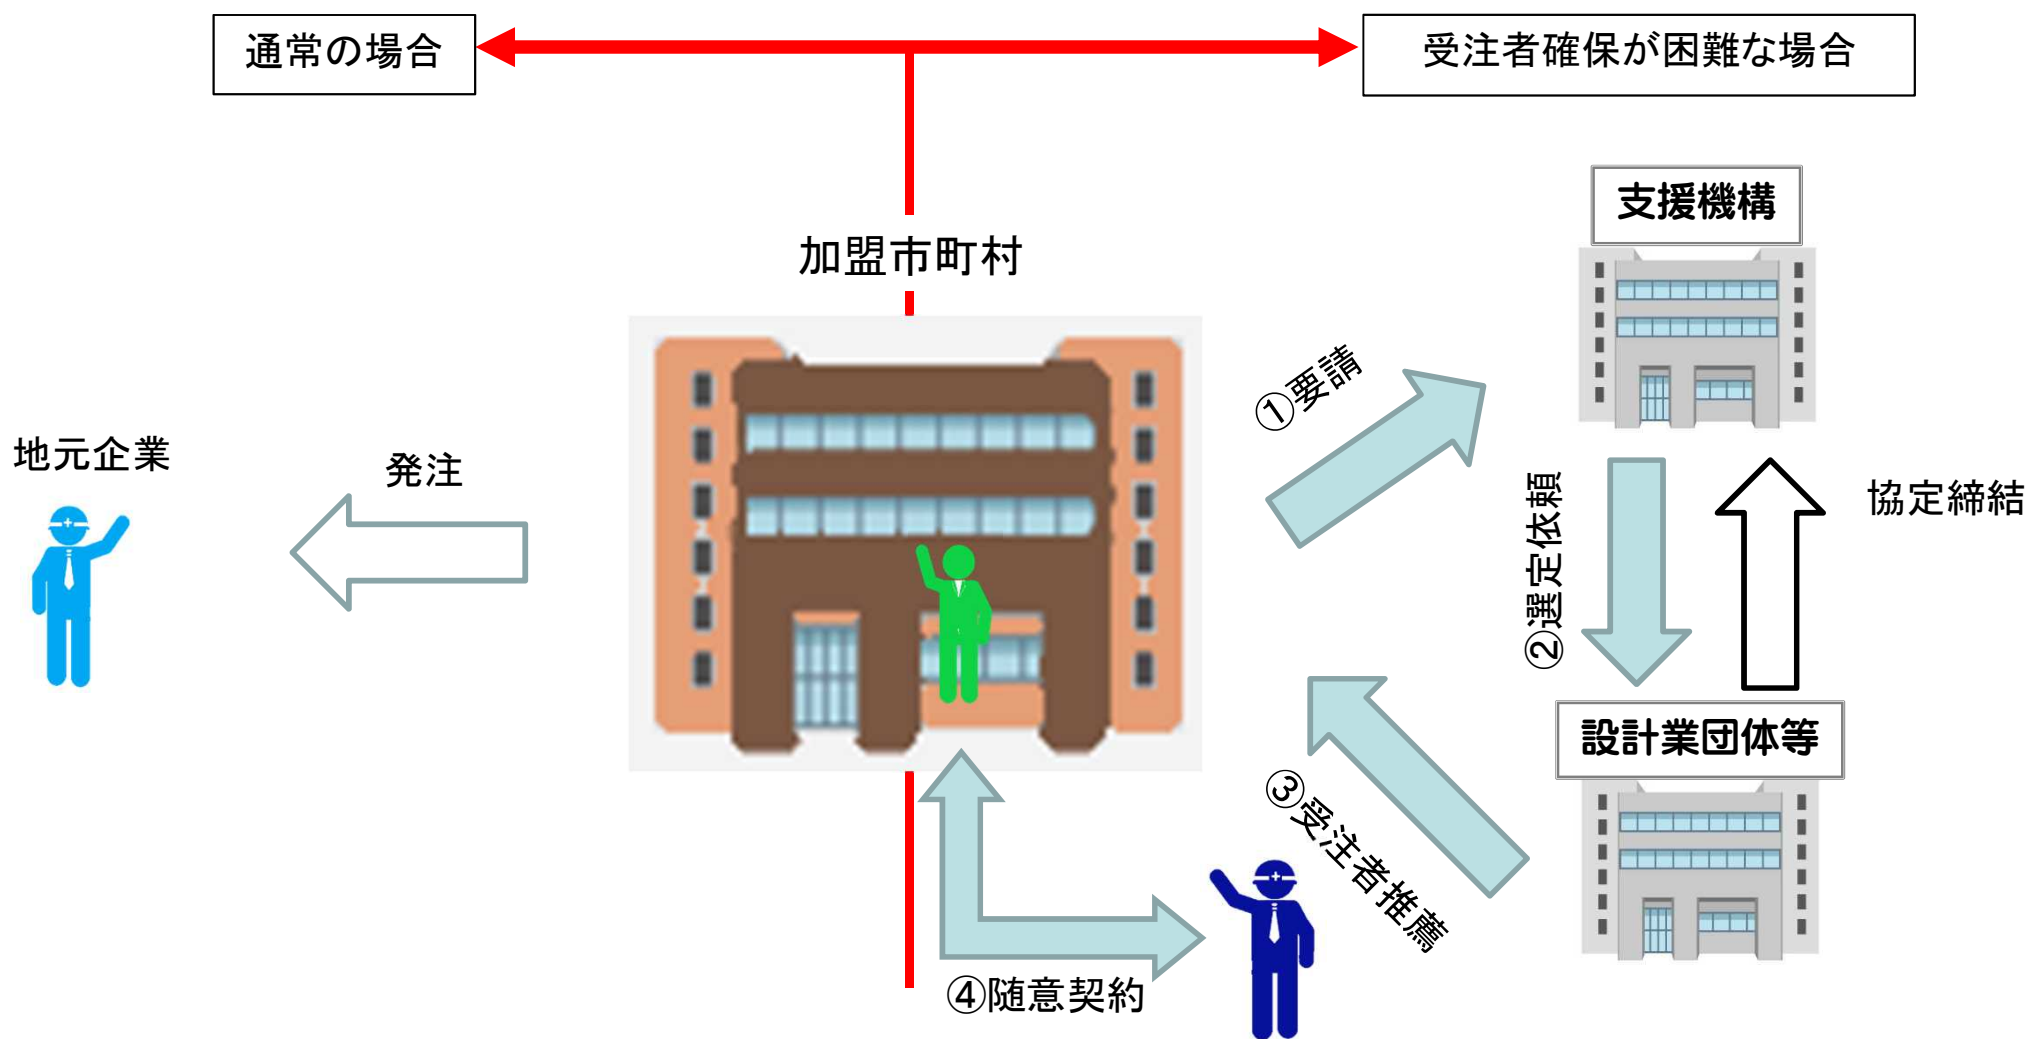 通常の場合
受注者確保が困難な場合
支援機構
加盟市町村
①要請
地元企業
発注
②選定依頼
協定締結
設計業団体等
③受注者推薦
④随意契約